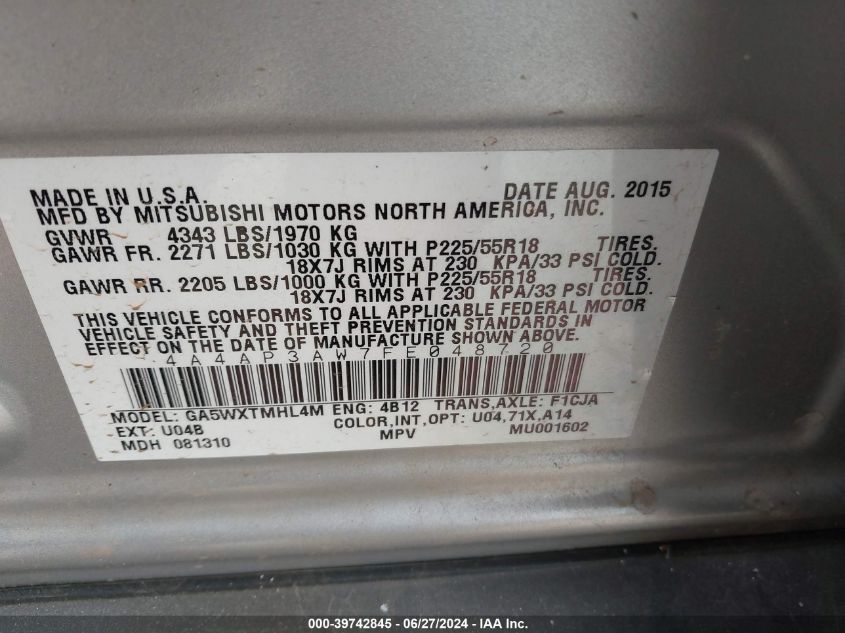 MADE IN U.S.A. DATE AUG. 2015
MFD BY MITSUBISHI MOTORS NORTH AMERICA, INC.
GVWR 4343 LBS/1970 KG
GAWR FR. 2271 LBS/1030 KG WITH P225/55R18 TIRES.
18X7J RIMS AT 230 KPA/33 PSI COLD.
GAWR RR. 2205 LBS/1000 KG WITH P225/55R18 TIRES.
18X7J RIMS AT 230 KPA/33 PSI COLD.
THIS VEHICLE CONFORMS TO ALL APPLICABLE FEDERAL MOTOR
VEHICLE SAFETY AND THEFT PREVENTION STANDARDS IN
EFFECT ON THE DATE OF MANUFACTURE SHOWN ABOVE.
4A4AP3AW7FE048720
MODEL: GA5WXTMHL4M ENG: 4B12 TRANS,AXLE: F1CJA
EXT: U04B COLOR,INT,OPT: U04,71X,A14
MDH 081310 MPV MU001602
000-39742845 - 06/27/2024 - IAA Inc.